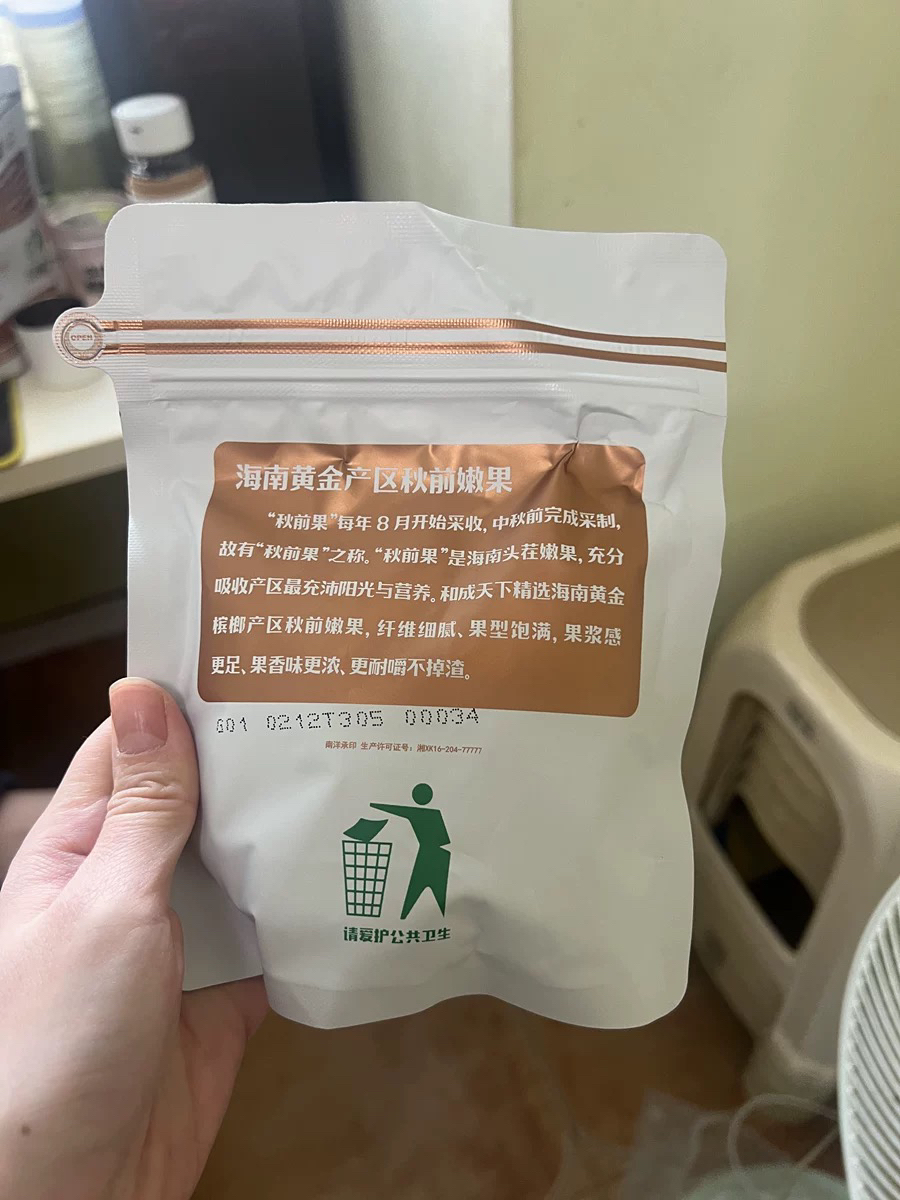 OPEN
海南黄金产区秋前嫩果
“秋前果”每年8月开始采收，中秋前完成采制，
故有“秋前果”之称。“秋前果”是海南头茬嫩果，充分
吸收产区最充沛阳光与营养。和成天下精选海南黄金
槟榔产区秋前嫩果，纤维细腻、果型饱满，果浆感
更足、果香味更浓、更耐嚼不掉渣。
G01 0212T305 00034
南洋承印 生产许可证号：湘XK16-204-77777
请爱护公共卫生